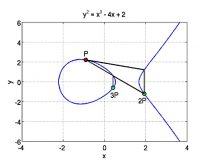 y² = x³ - 4x + 2
6
4
2
0
-2
-4
-6
y
P
3P
2P
-4 -2 0 2 4
x